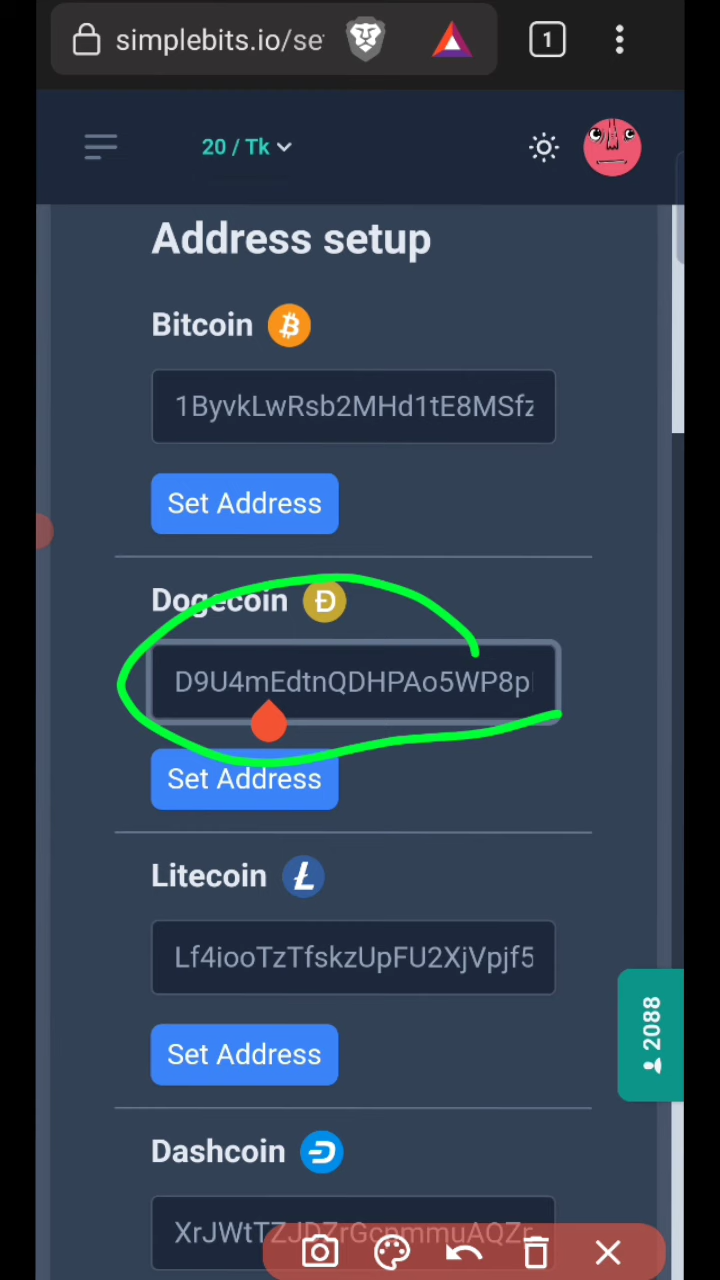 simplebits.io/se
1
20 / Tk
Address setup
Bitcoin
1ByvkLwRsb2MHd1tE8MSfz
Set Address
Dogecoin
D9U4mEdtnQDHPAo5WP8p
Set Address
Litecoin
Lf4iooTzTfskzUpFU2XjVpjf5
Set Address
2088
Dashcoin